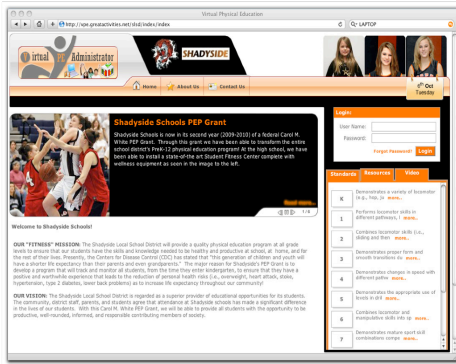 Virtual Physical Education
http://vpe.greatactivities.net/slsd/index/index
LAPTOP
Virtual PE Administrator
SHADYSIDE
Home
About Us
Contact Us
6th Oct
Tuesday
Shadyside Schools PEP Grant
Shadyside Schools is now in its second year (2009-2010) of a federal Carol M.
White PEP Grant. Through this grant we have been able to transform the entire
school district's PreK-12 physical education program! At the high school, we have
been able to install a state-of-the art Student Fitness Center complete with
wellness equipment as seen in the image to the left.
Read more...
1/6
Login:
User Name:
Password:
Forgot Password?
Login
Standards
Resources
Video
K
Demonstrates a variety of locomotor
(e.g., hop, ju more..
1
Performs locomotor skills in
different pathways, l more..
2
Combines locomotor skills (i.e.,
sliding and then more..
3
Demonstrates proper form and
smooth transitions du more..
4
Demonstrates changes in speed with
different pathw more..
5
Demonstrates the appropriate use of
levels in drill more..
6
Combines locomotor and
manipulative skills into sp more..
7
Demonstrates mature sport skill
combinations compe more..
Welcome to Shadyside Schools!
OUR "FITNESS" MISSION: The Shadyside Local School District will provide a quality physical education program at all grade
levels to ensure that our students have the skills and knowledge needed to be healthy and productive at school, at home, and for
the rest of their lives. Presently, the Centers for Disease Control (CDC) has stated that "this generation of children and youth will
have a shorter life expectancy than their parents and even grandparents." The major reason for Shadyside's PEP Grant is to
develop a program that will track and monitor all students, from the time they enter kindergarten, to ensure that they have a
positive and worthwhile experience that leads to the reduction of personal health risks (i.e., overweight, heart attack, stoke,
hypertension, type 2 diabetes, lower back problems) as to increase life expectancy throughout our community!
OUR VISION: The Shadyside Local School District is regarded as a superior provider of educational opportunities for its students.
The community, district staff, parents, and students agree that attendance at Shadyside schools has made a significant difference
in the lives of our students. With the Carol M. White PEP Grant, we will be able to provide all students with the opportunity to be
productive, well-rounded, informed, and responsible contributing members of society.